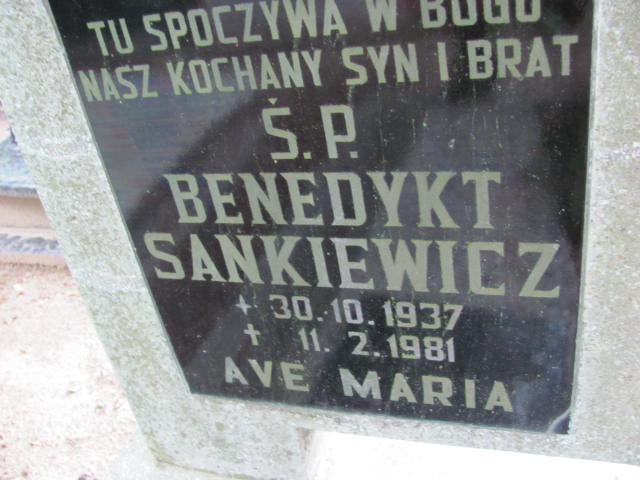 TU SPOCZYWA W BOGU
NASZ KOCHANY SYN I BRAT
Ś.P.
BENEDYKT
SANKIEWICZ
+ 30.10.1937
† 11.2.1981
AVE MARIA